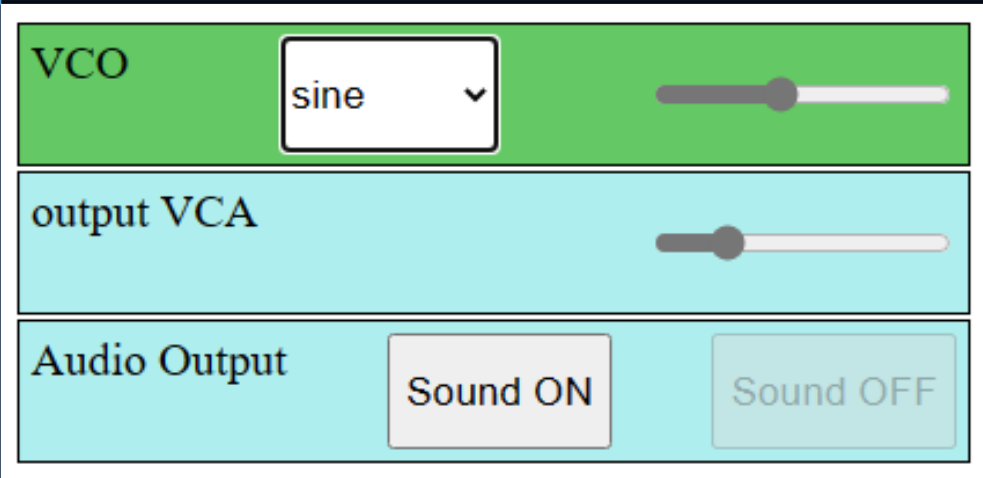 VCO
sine
output VCA
Audio Output
Sound ON
Sound OFF